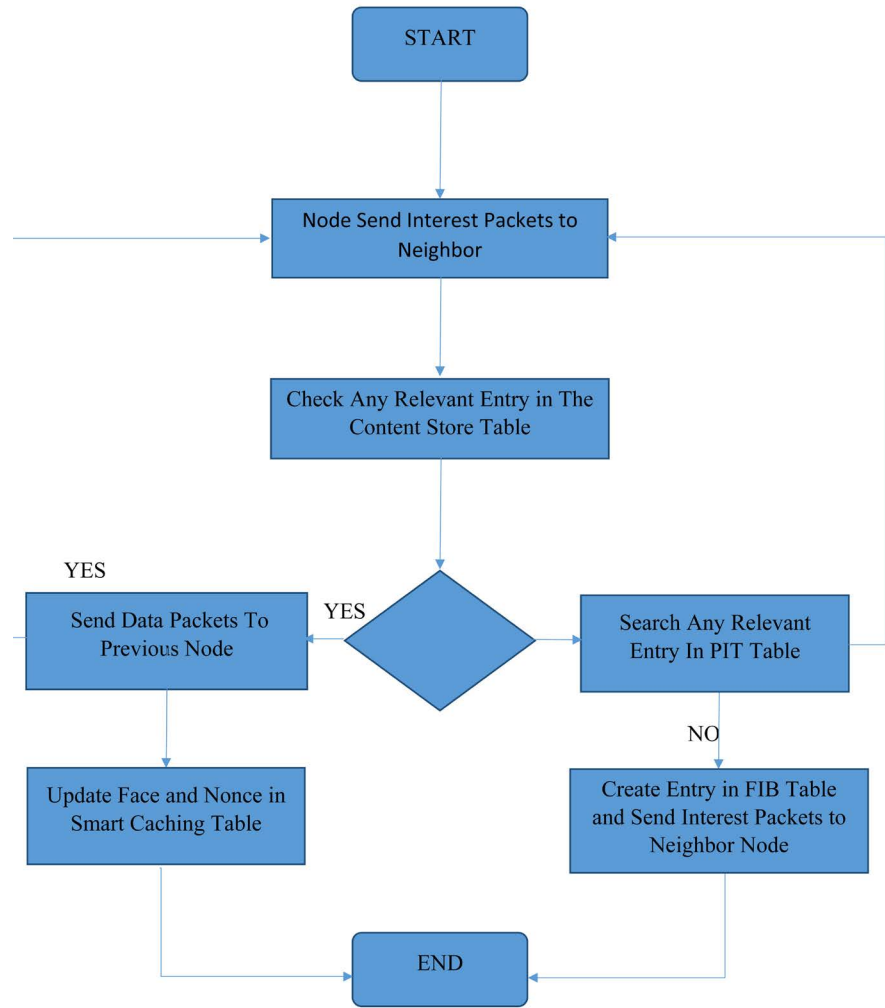 START
Node Send Interest Packets to
Neighbor
Check Any Relevant Entry in The
Content Store Table
YES
YES
Send Data Packets To
Previous Node
Search Any Relevant
Entry In PIT Table
NO
Update Face and Nonce in
Smart Caching Table
Create Entry in FIB Table
and Send Interest Packets to
Neighbor Node
END